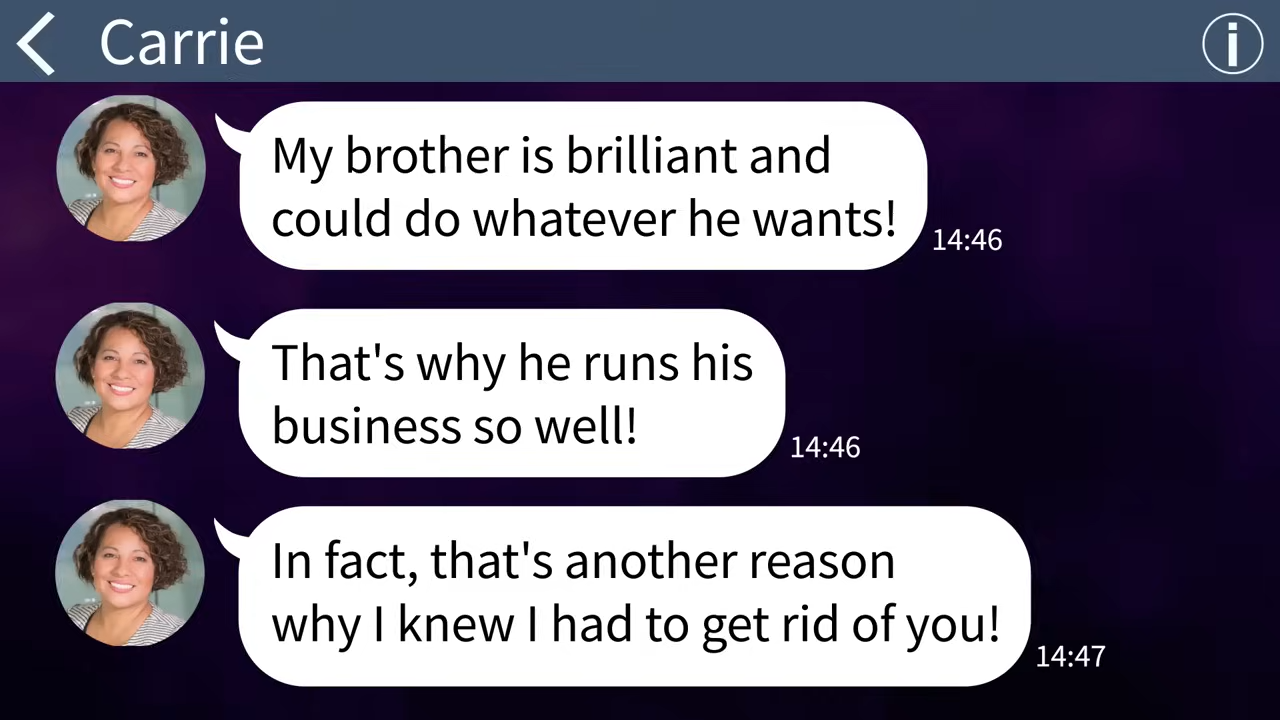 Carrie
My brother is brilliant and
could do whatever he wants!
14:46
That's why he runs his
business so well!
14:46
In fact, that's another reason
why I knew I had to get rid of you!
14:47